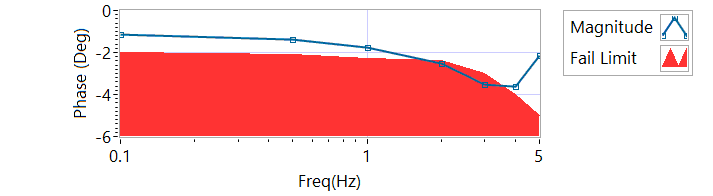 0
-2
-4
-6
Phase (Deg)
0.1
1
5
Freq(Hz)
Magnitude
Fail Limit